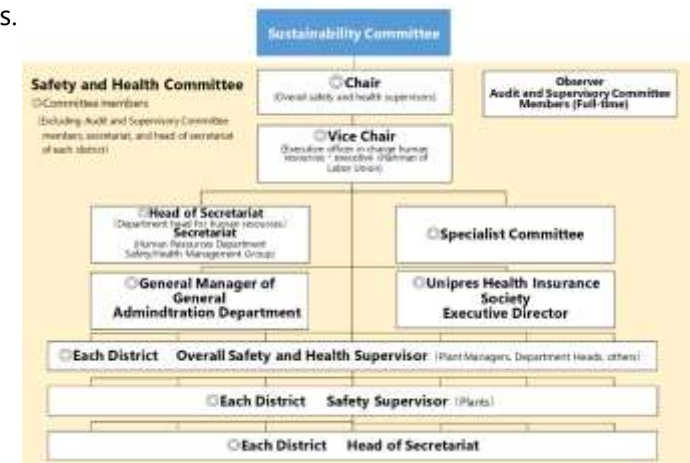 s.
Sustainability Committee
Safety and Health Committee
◎Committee members
(Excluding Audit and Supervisory Committee
members, secretariat, and head of secretariat
of each district)
◎Chair
(Overall safety and health supervisors)
Observer
Audit and Supervisory Committee
Members (Full-time)
◎Vice Chair
(Executive officer in charge human
resources・executive (Chairman of
Labor Union)
◎Head of Secretariat
(Department head for human resources)
Secretariat
(Human Resources Department
Safety/Health Management Group)
◎Specialist Committee
◎General Manager of
General
Admindtration Department
◎Unipres Health Insurance
Society
Executive Director
◎Each District Overall Safety and Health Supervisor (Plant Managers, Department Heads, others)
◎Each District Safety Supervisor (Plants)
◎Each District Head of Secretariat